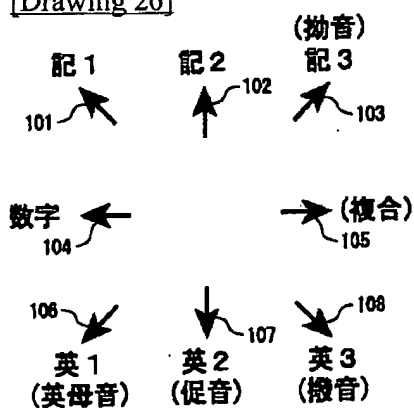 [Drawing 26]
(拗音)
記1 記2 記3
101 102 103
数字 (複合)
104 105
106 107 108
英1 英2 英3
(英母音) (促音) (撥音)